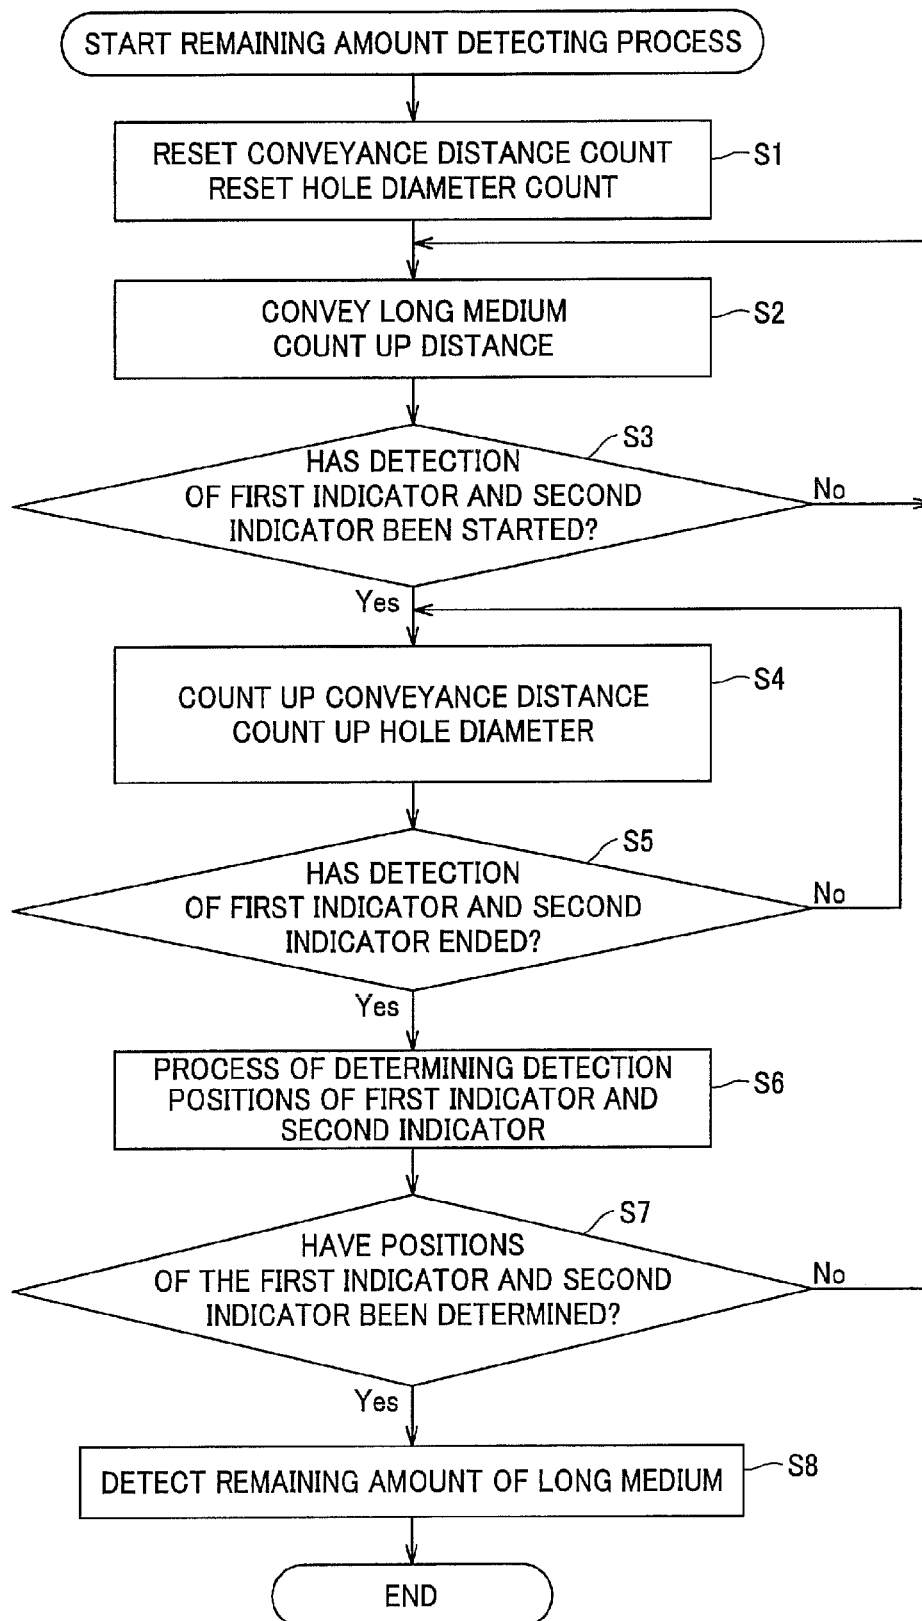 START REMAINING AMOUNT DETECTING PROCESS
RESET CONVEYANCE DISTANCE COUNT
RESET HOLE DIAMETER COUNT
S1
CONVEY LONG MEDIUM
COUNT UP DISTANCE
S2
S3
HAS DETECTION
OF FIRST INDICATOR AND SECOND
INDICATOR BEEN STARTED?
No
Yes
COUNT UP CONVEYANCE DISTANCE
COUNT UP HOLE DIAMETER
S4
S5
HAS DETECTION
OF FIRST INDICATOR AND SECOND
INDICATOR ENDED?
No
Yes
PROCESS OF DETERMINING DETECTION
POSITIONS OF FIRST INDICATOR AND
SECOND INDICATOR
S6
S7
HAVE POSITIONS
OF THE FIRST INDICATOR AND SECOND
INDICATOR BEEN DETERMINED?
No
Yes
DETECT REMAINING AMOUNT OF LONG MEDIUM
S8
END